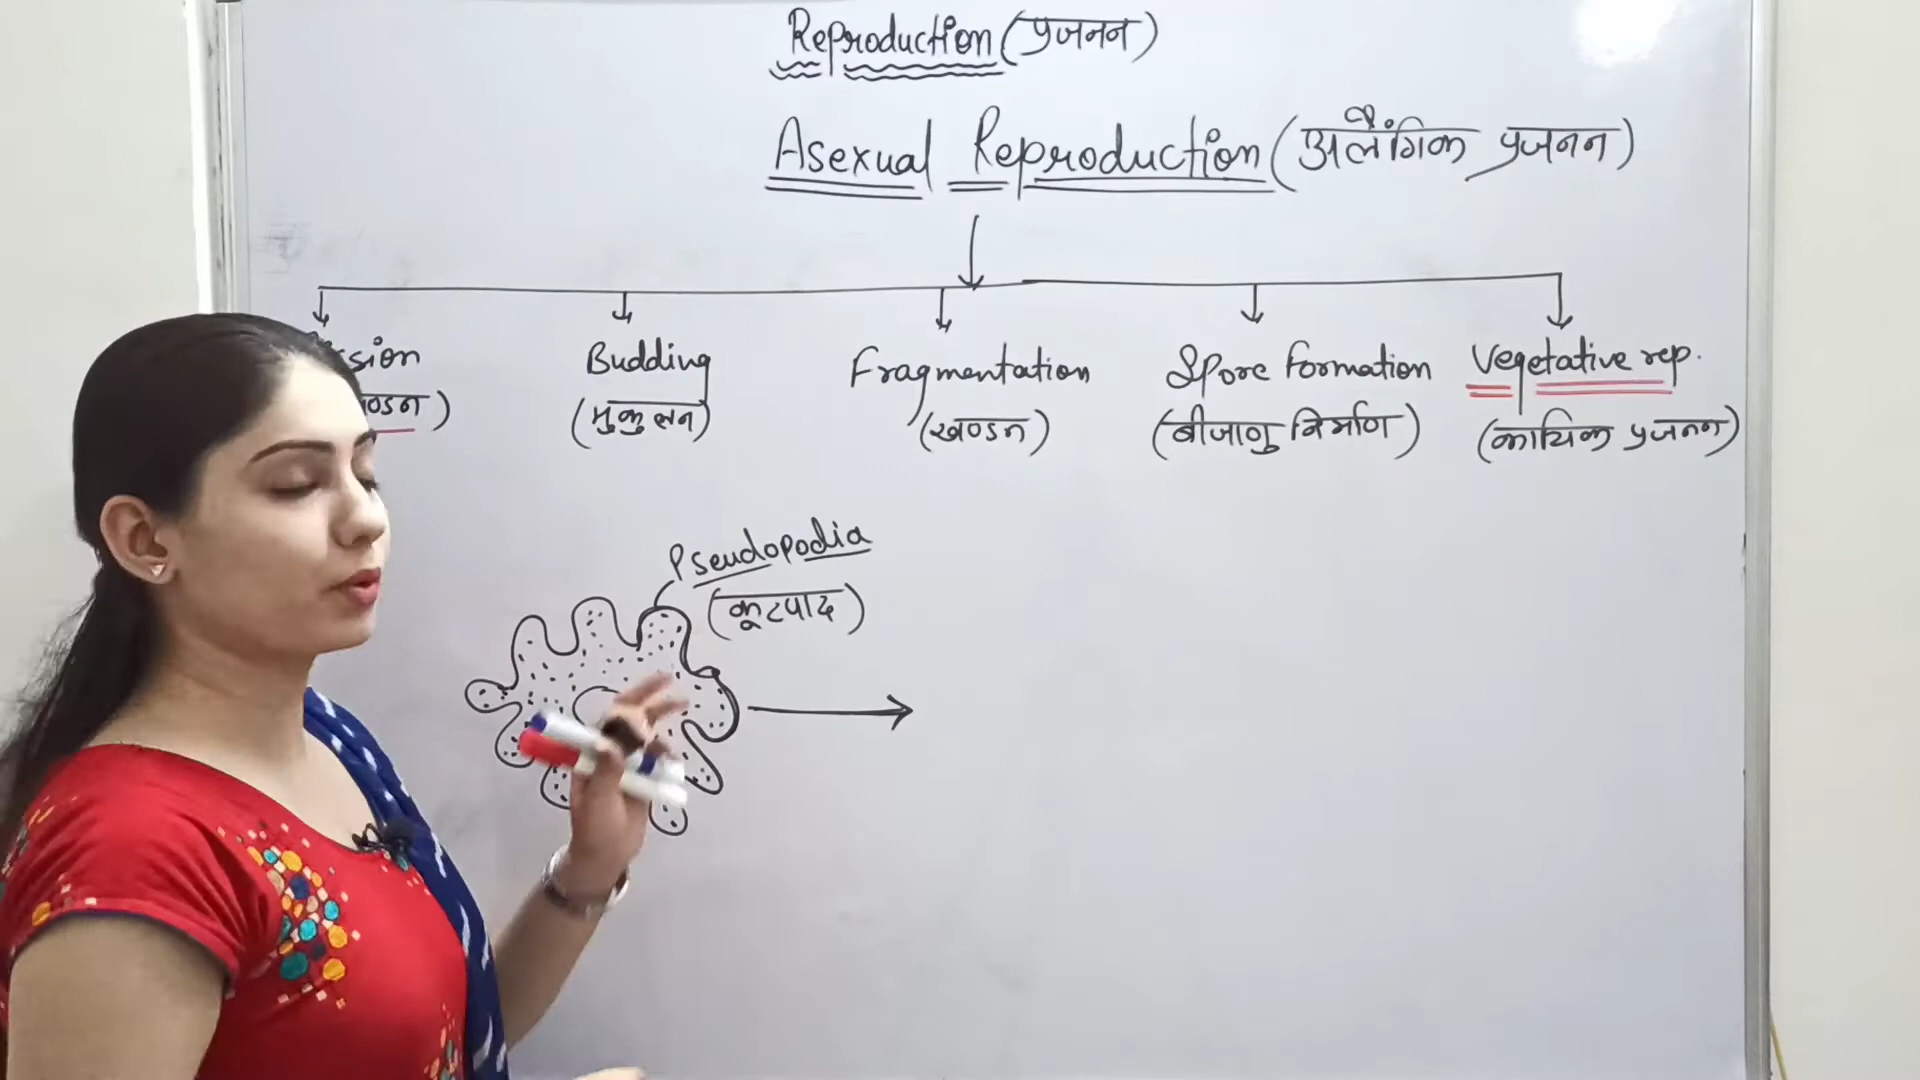 Reproduction (प्रजनन)
Asexual Reproduction (अलैंगिक प्रजनन)
Budding
(मुकुलन)
Fragmentation
(खण्डन)
Spore Formation
(बीजाणु निर्माण)
Vegetative rep.
(कायिक प्रजनन)
Pseudopodia
(कूटपाद)